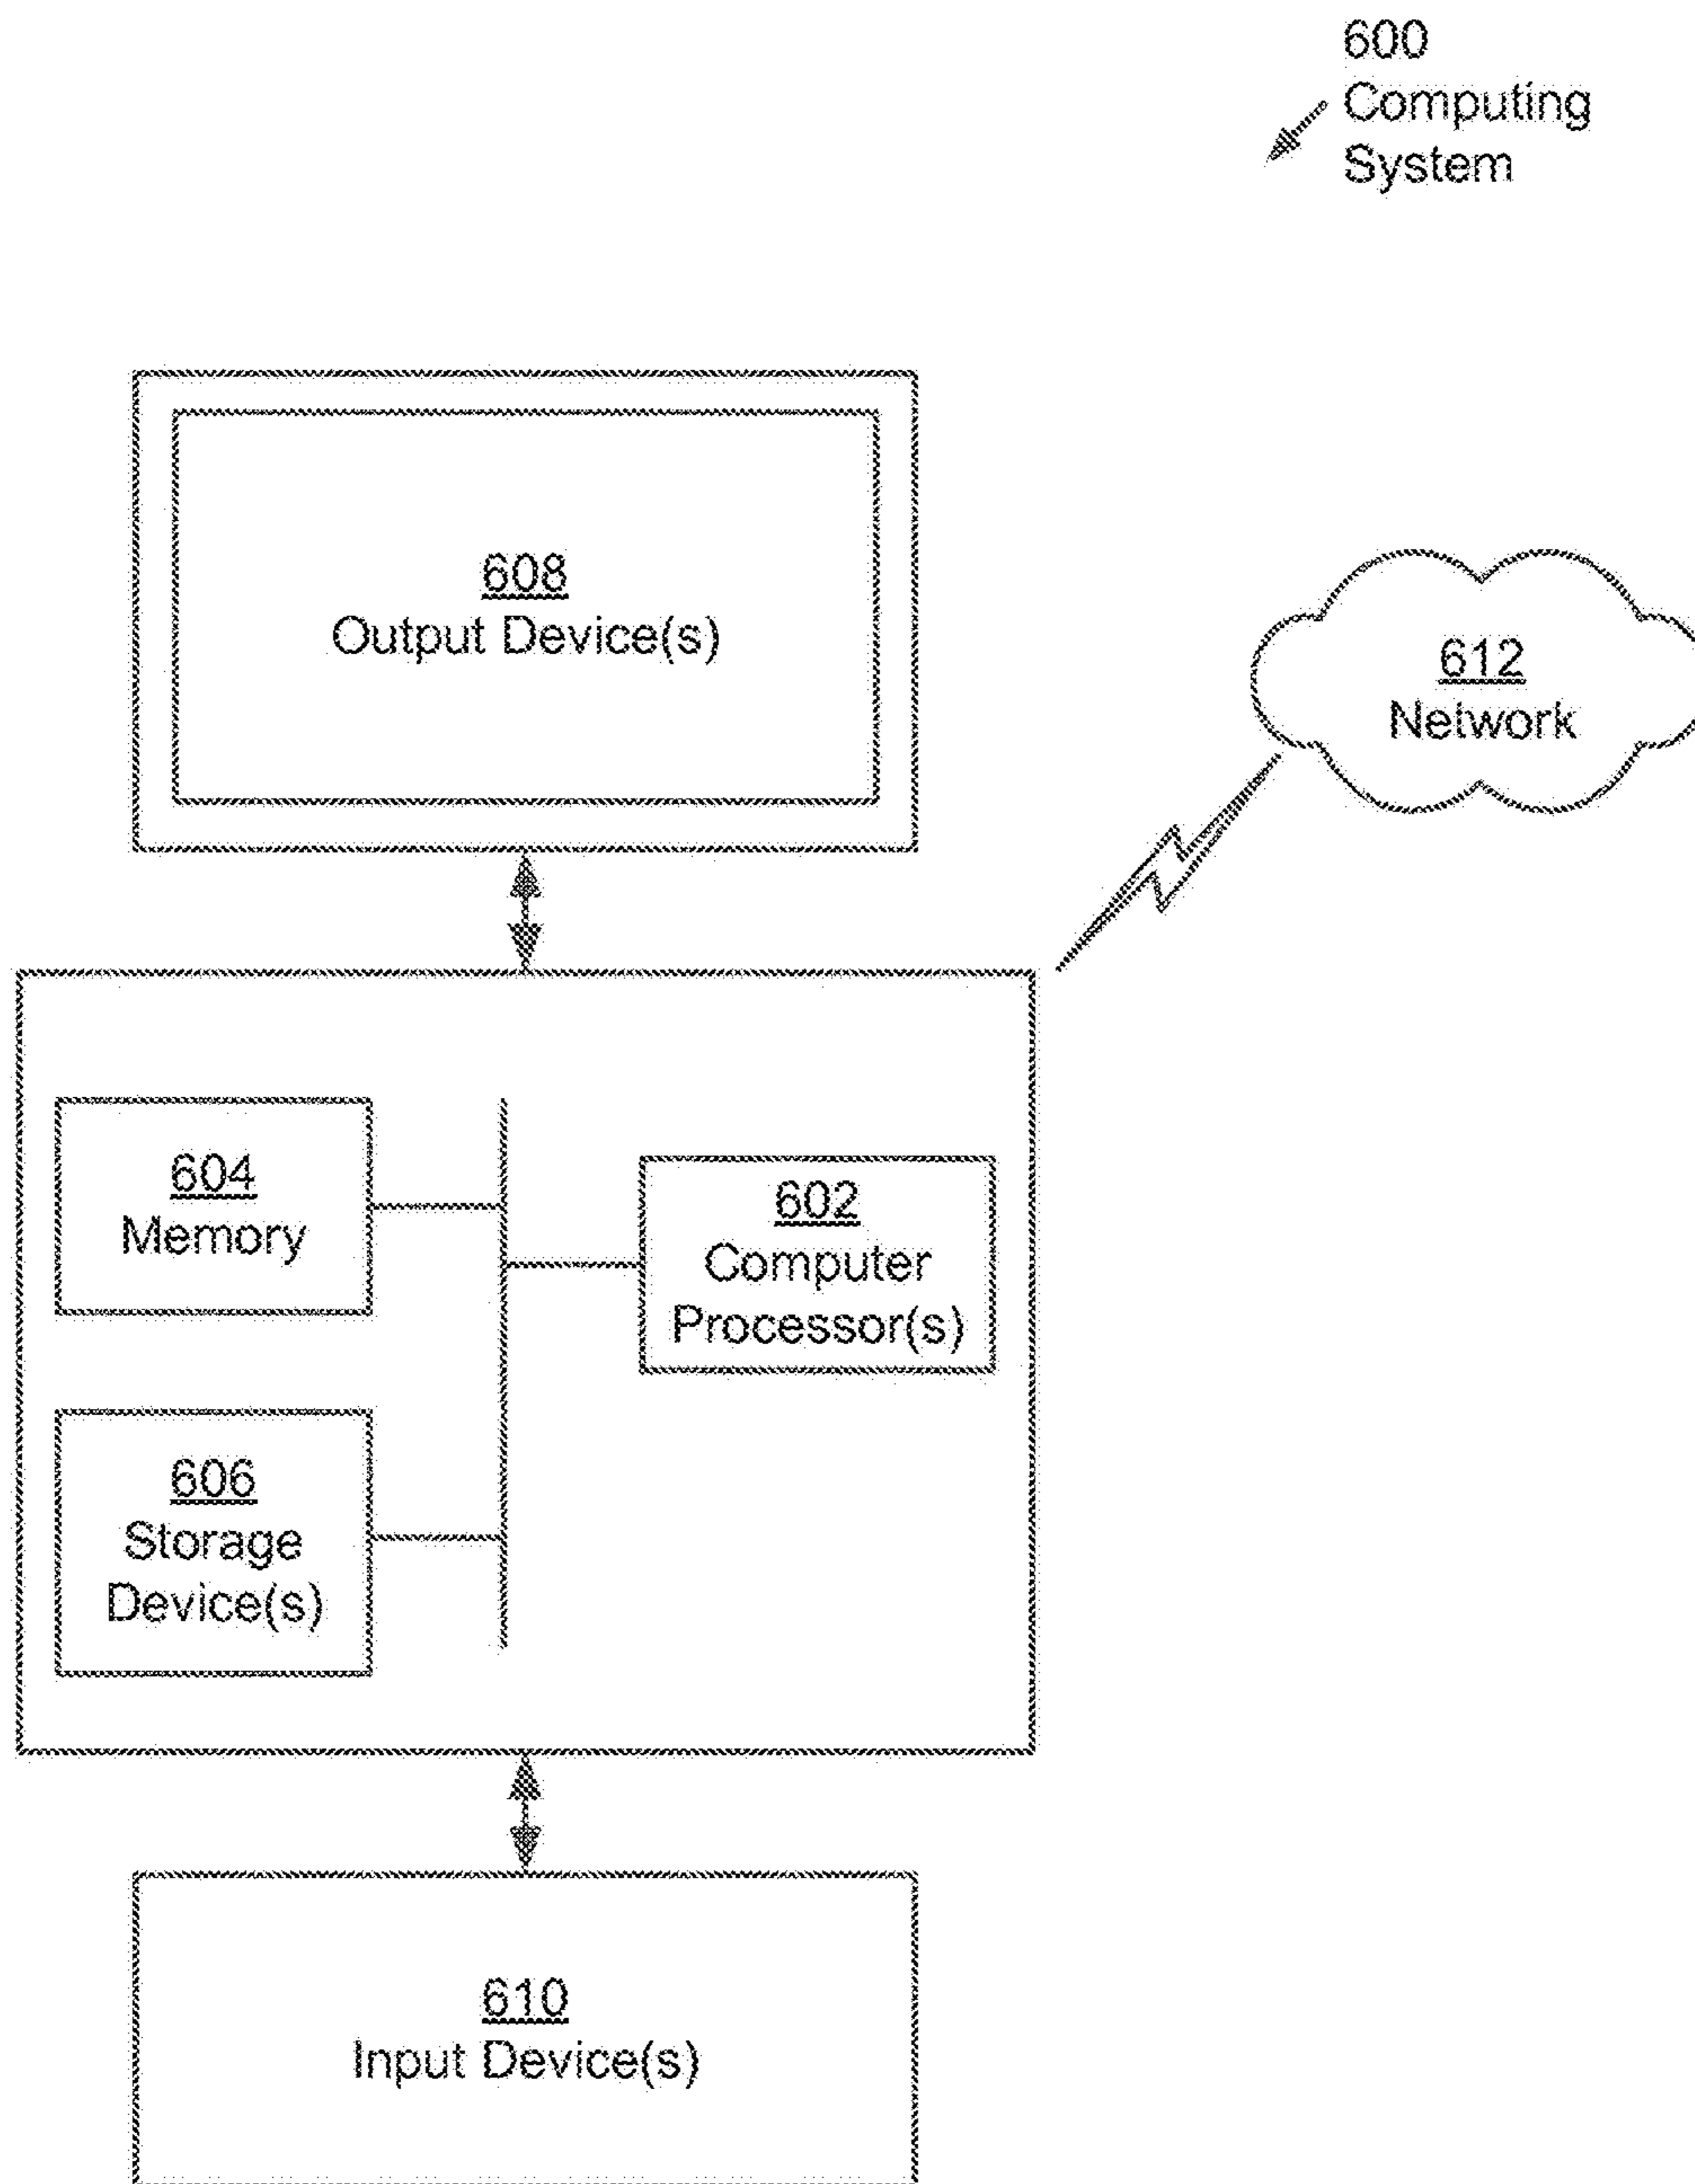 600
Computing
System
608
Output Device(s)
612
Network
604
Memory
602
Computer
Processor(s)
606
Storage
Device(s)
610
Input Device(s)